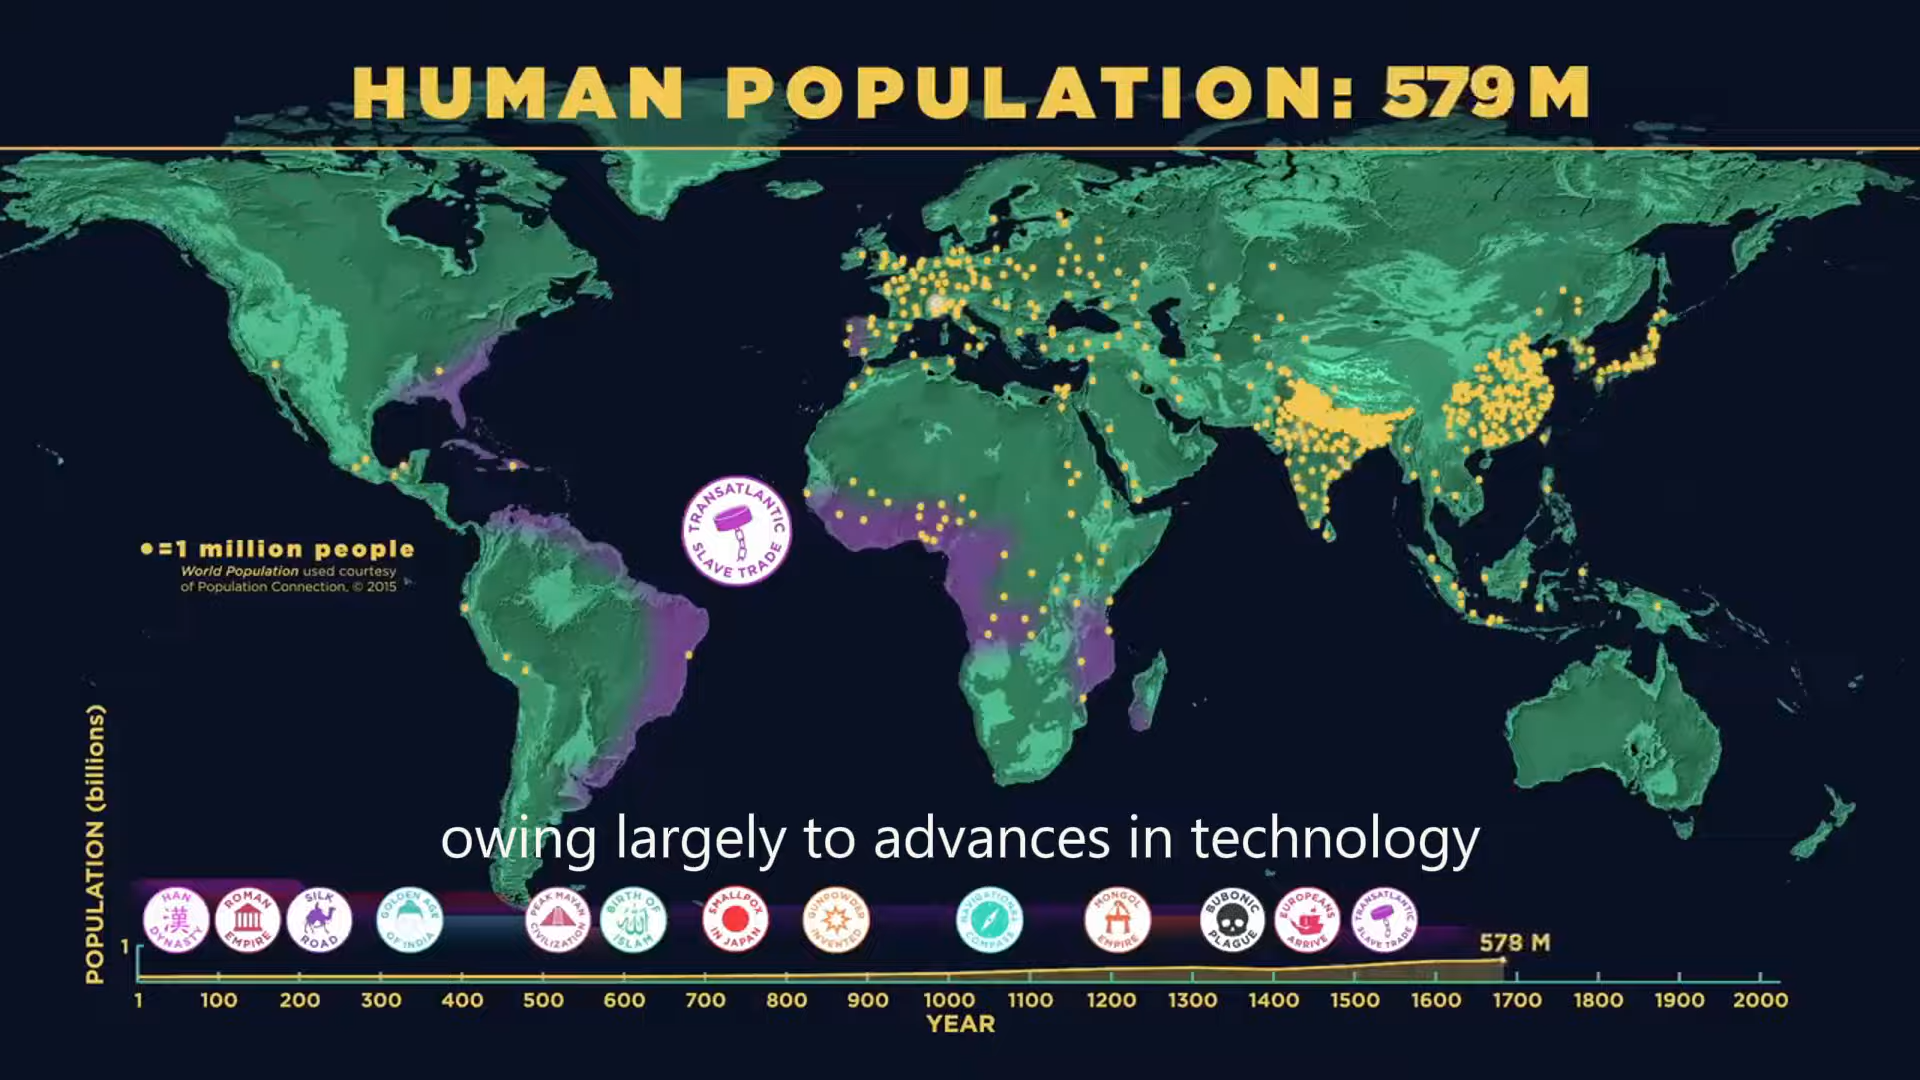 HUMAN POPULATION: 579 M
TRANSATLANTIC
SLAVE TRADE
=1 million people
World Population used courtesy
of Population Connection. © 2015
POPULATION (billions)
owing largely to advances in technology
HAN
漢
DYNASTY
ROMAN
EMPIRE
SILK
ROAD
GOLDEN AGE
OF INDIA
PEAK MAYAN
CIVILIZATION
BIRTH OF
ISLAM
SMALLPOX
IN JAPAN
GUNPOWDER
INVENTED
COMPASS
MONGOL
EMPIRE
BUBONIC
PLAGUE
EUROPEANS
ARRIVE
TRANSATLANTIC
SLAVE TRADE
578 M
1
1 100 200 300 400 500 600 700 800 900 1000 1100 1200 1300 1400 1500 1600 1700 1800 1900 2000
YEAR